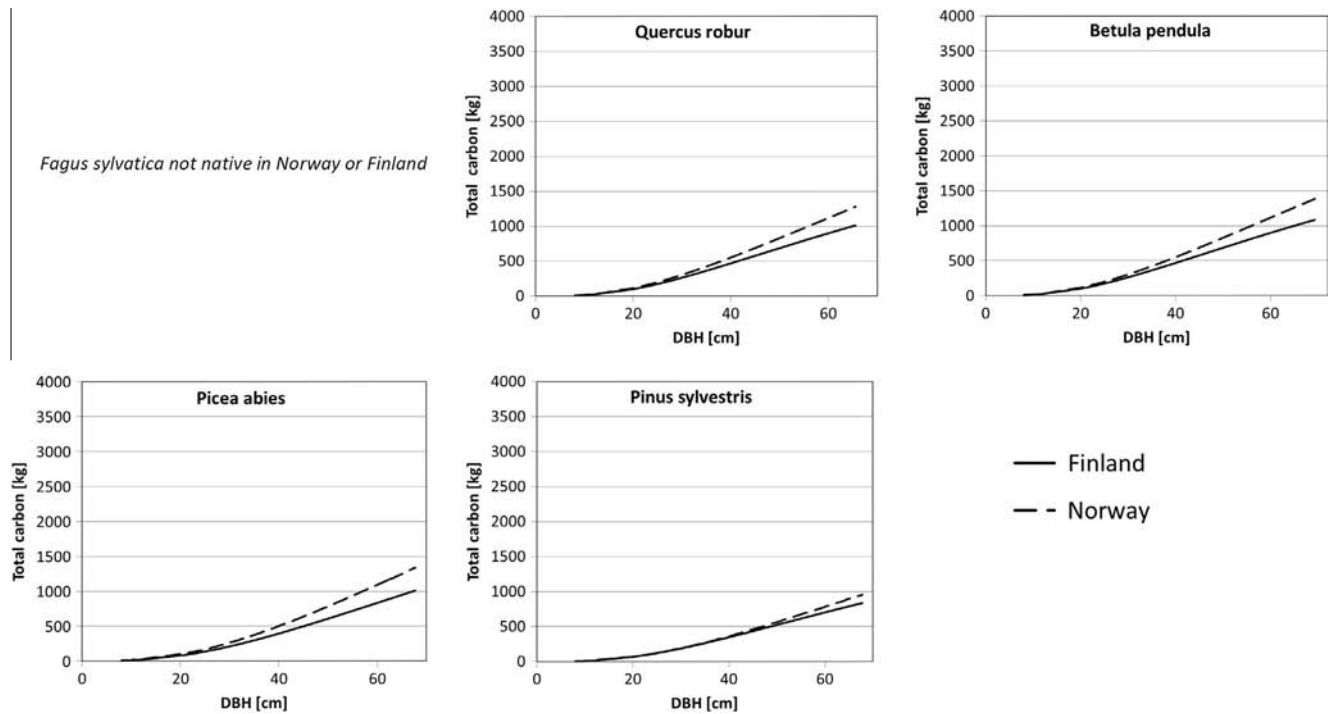 Fagus sylvatica not native in Norway or Finland
Quercus robur
Total carbon [kg]
4000
3500
3000
2500
2000
1500
1000
500
0
0 20 40 60
DBH [cm]
Betula pendula
Total carbon [kg]
4000
3500
3000
2500
2000
1500
1000
500
0
0 20 40 60
DBH [cm]
Picea abies
Total carbon [kg]
4000
3500
3000
2500
2000
1500
1000
500
0
0 20 40 60
DBH [cm]
Pinus sylvestris
Total carbon [kg]
4000
3500
3000
2500
2000
1500
1000
500
0
0 20 40 60
DBH [cm]
Finland
Norway